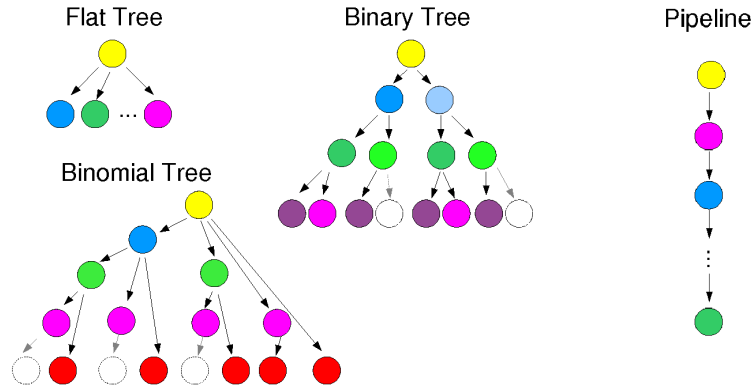 Flat Tree
Binary Tree
Pipeline
...
Binomial Tree
...